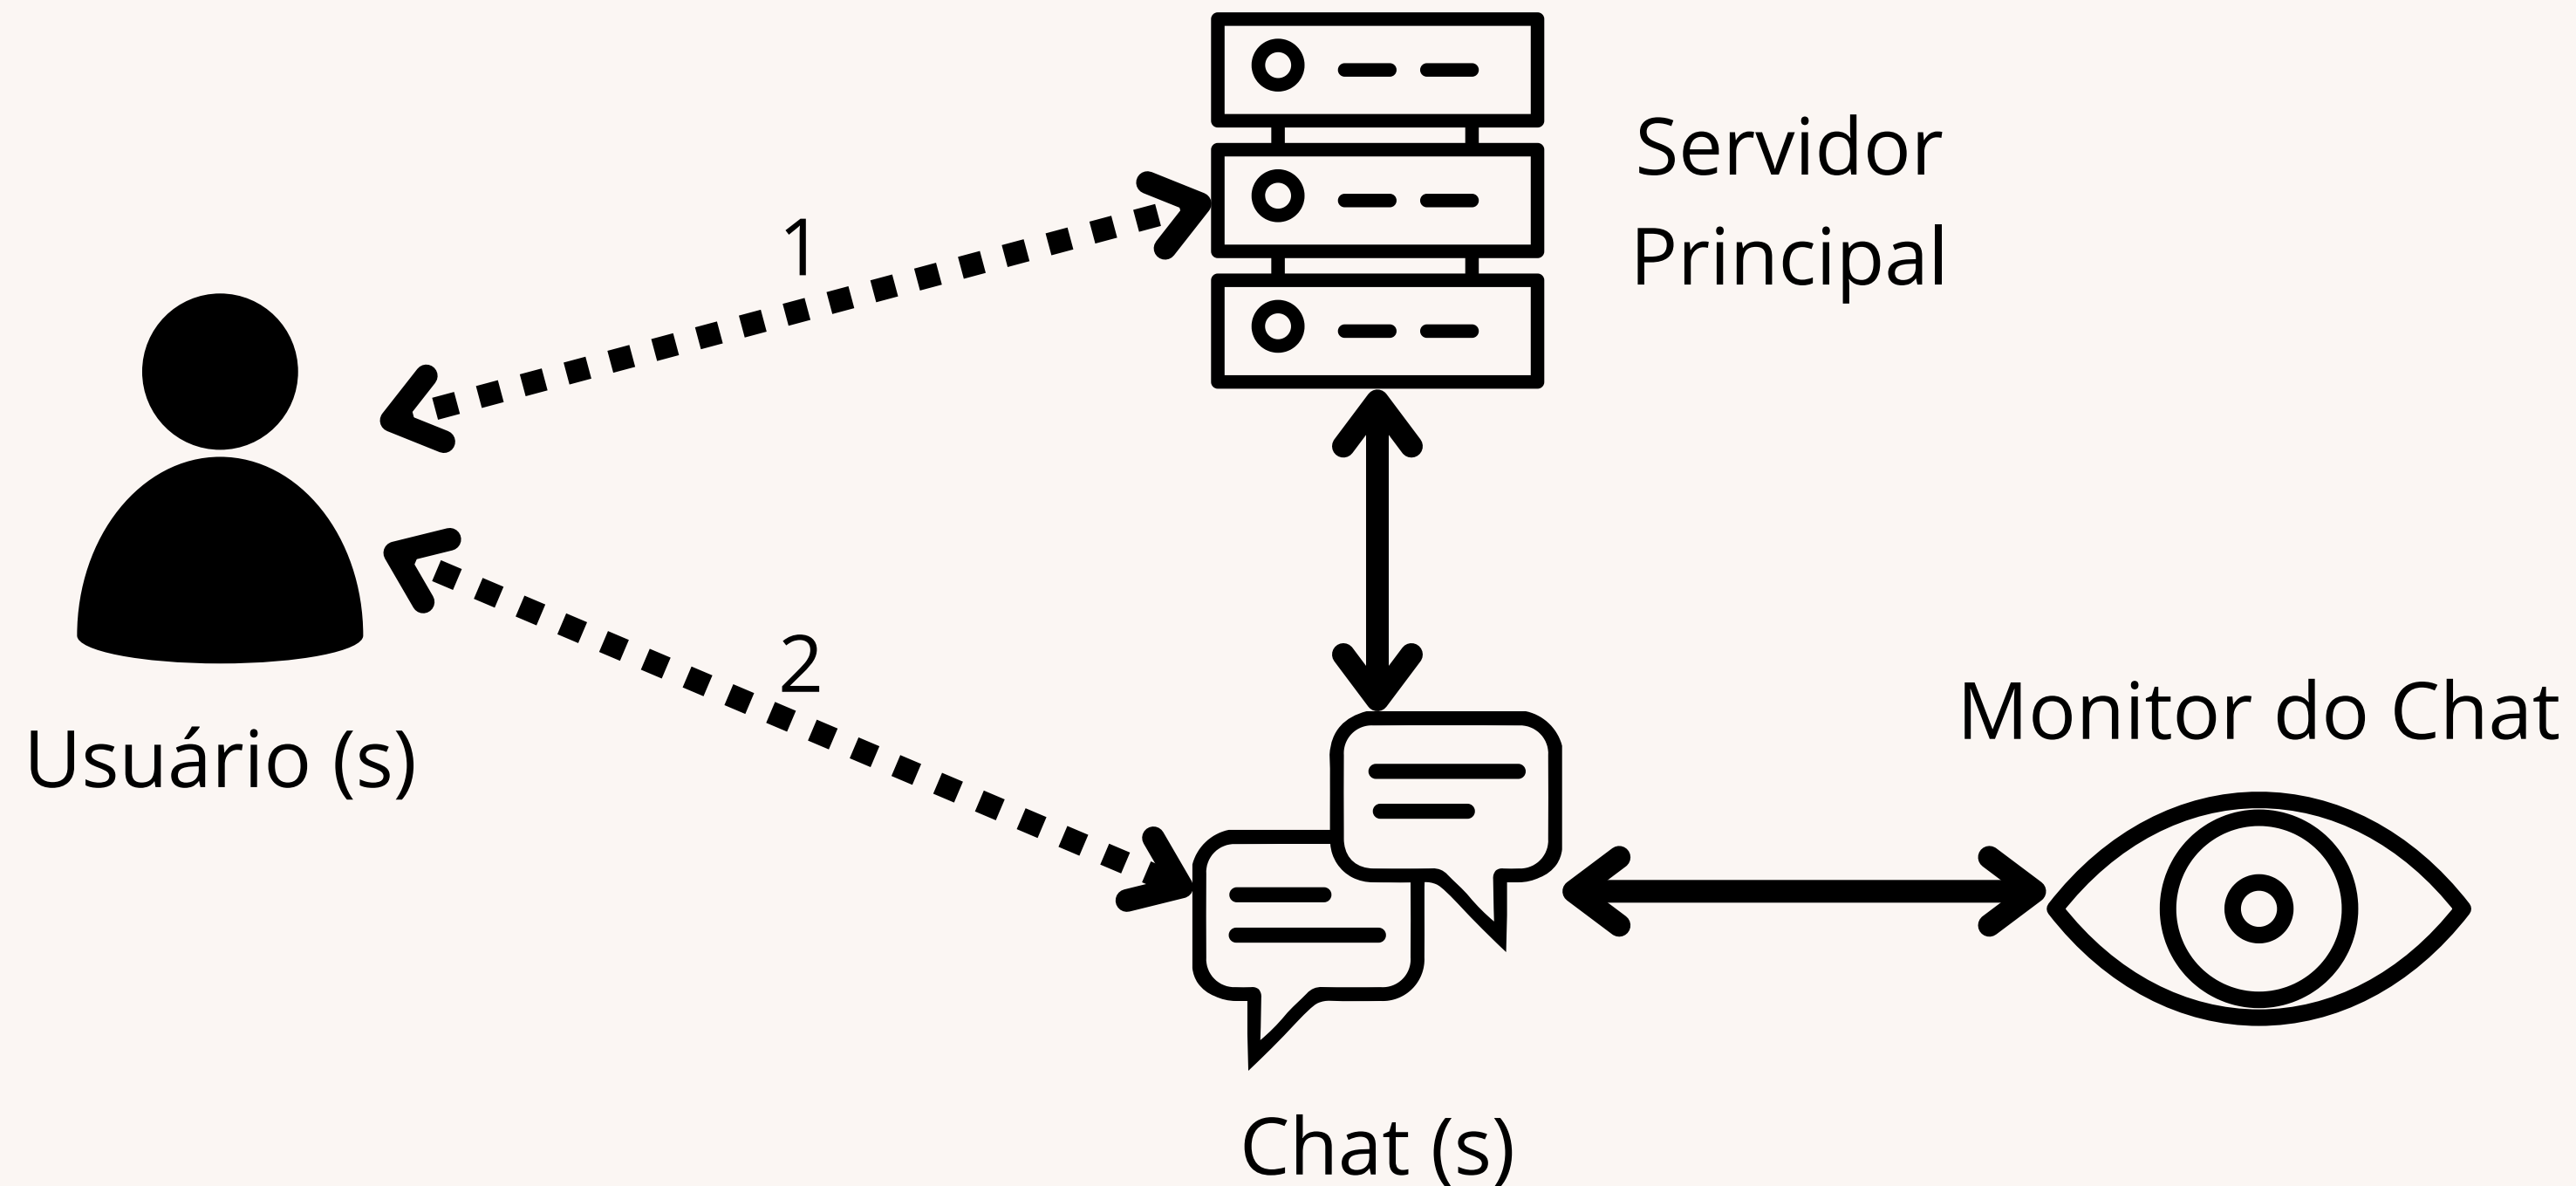 Servidor
Principal
1
2
Usuário (s)
Monitor do Chat
Chat (s)